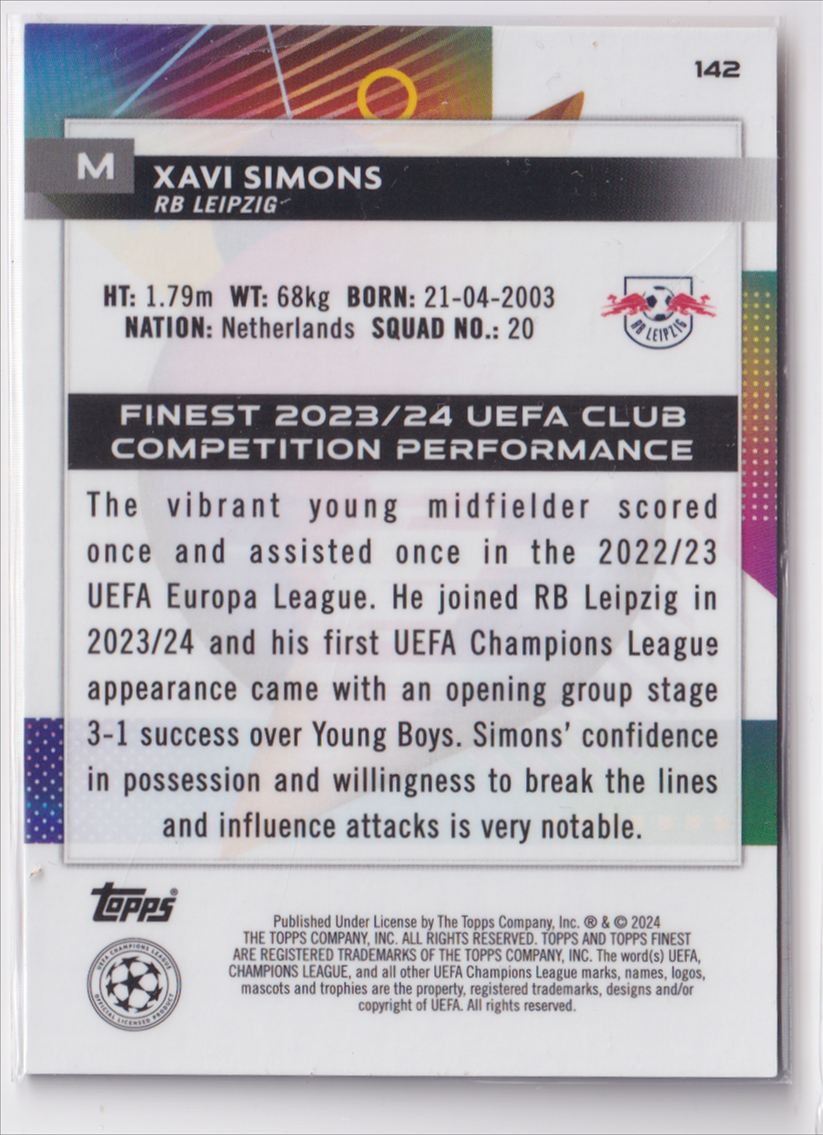 142
M
XAVI SIMONS
RB LEIPZIG
HT: 1.79m WT: 68kg BORN: 21-04-2003
NATION: Netherlands SQUAD NO.: 20
RB LEIPZIG
FINEST 2023/24 UEFA CLUB
COMPETITION PERFORMANCE
The vibrant young midfielder scored
once and assisted once in the 2022/23
UEFA Europa League. He joined RB Leipzig in
2023/24 and his first UEFA Champions League
appearance came with an opening group stage
3-1 success over Young Boys. Simons' confidence
in possession and willingness to break the lines
and influence attacks is very notable.
Topps®
UEFA CHAMPIONS LEAGUE
OFFICIAL LICENSED PRODUCT
Published Under License by The Topps Company, Inc. ® & © 2024
THE TOPPS COMPANY, INC. ALL RIGHTS RESERVED. TOPPS AND TOPPS FINEST
ARE REGISTERED TRADEMARKS OF THE TOPPS COMPANY, INC. The word(s) UEFA,
CHAMPIONS LEAGUE, and all other UEFA Champions League marks, names, logos,
mascots and trophies are the property, registered trademarks, designs and/or
copyright of UEFA. All rights reserved.